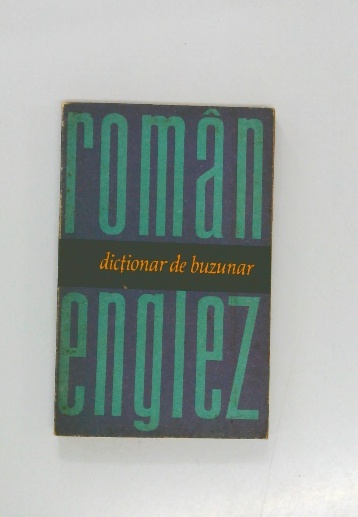 român
dicționar de buzunar
englez